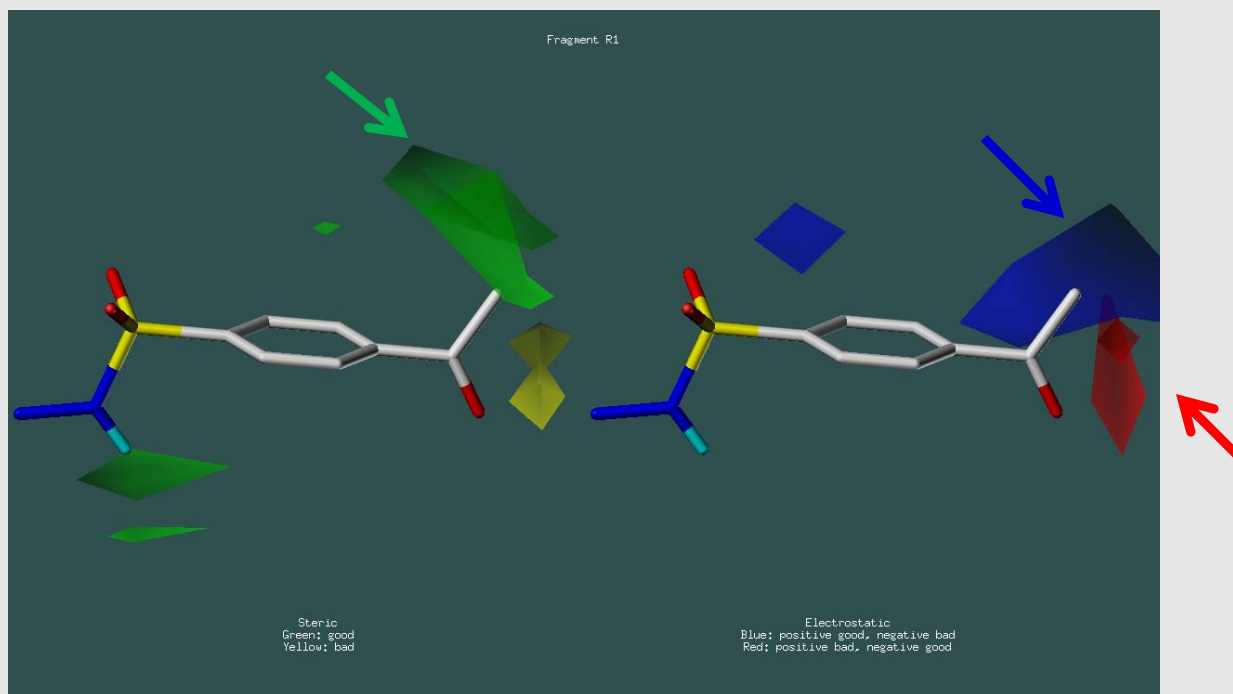 Fragment R1
Steric
Green: good
Yellow: bad
Electrostatic
Blue: positive good, negative bad
Red: positive bad, negative good